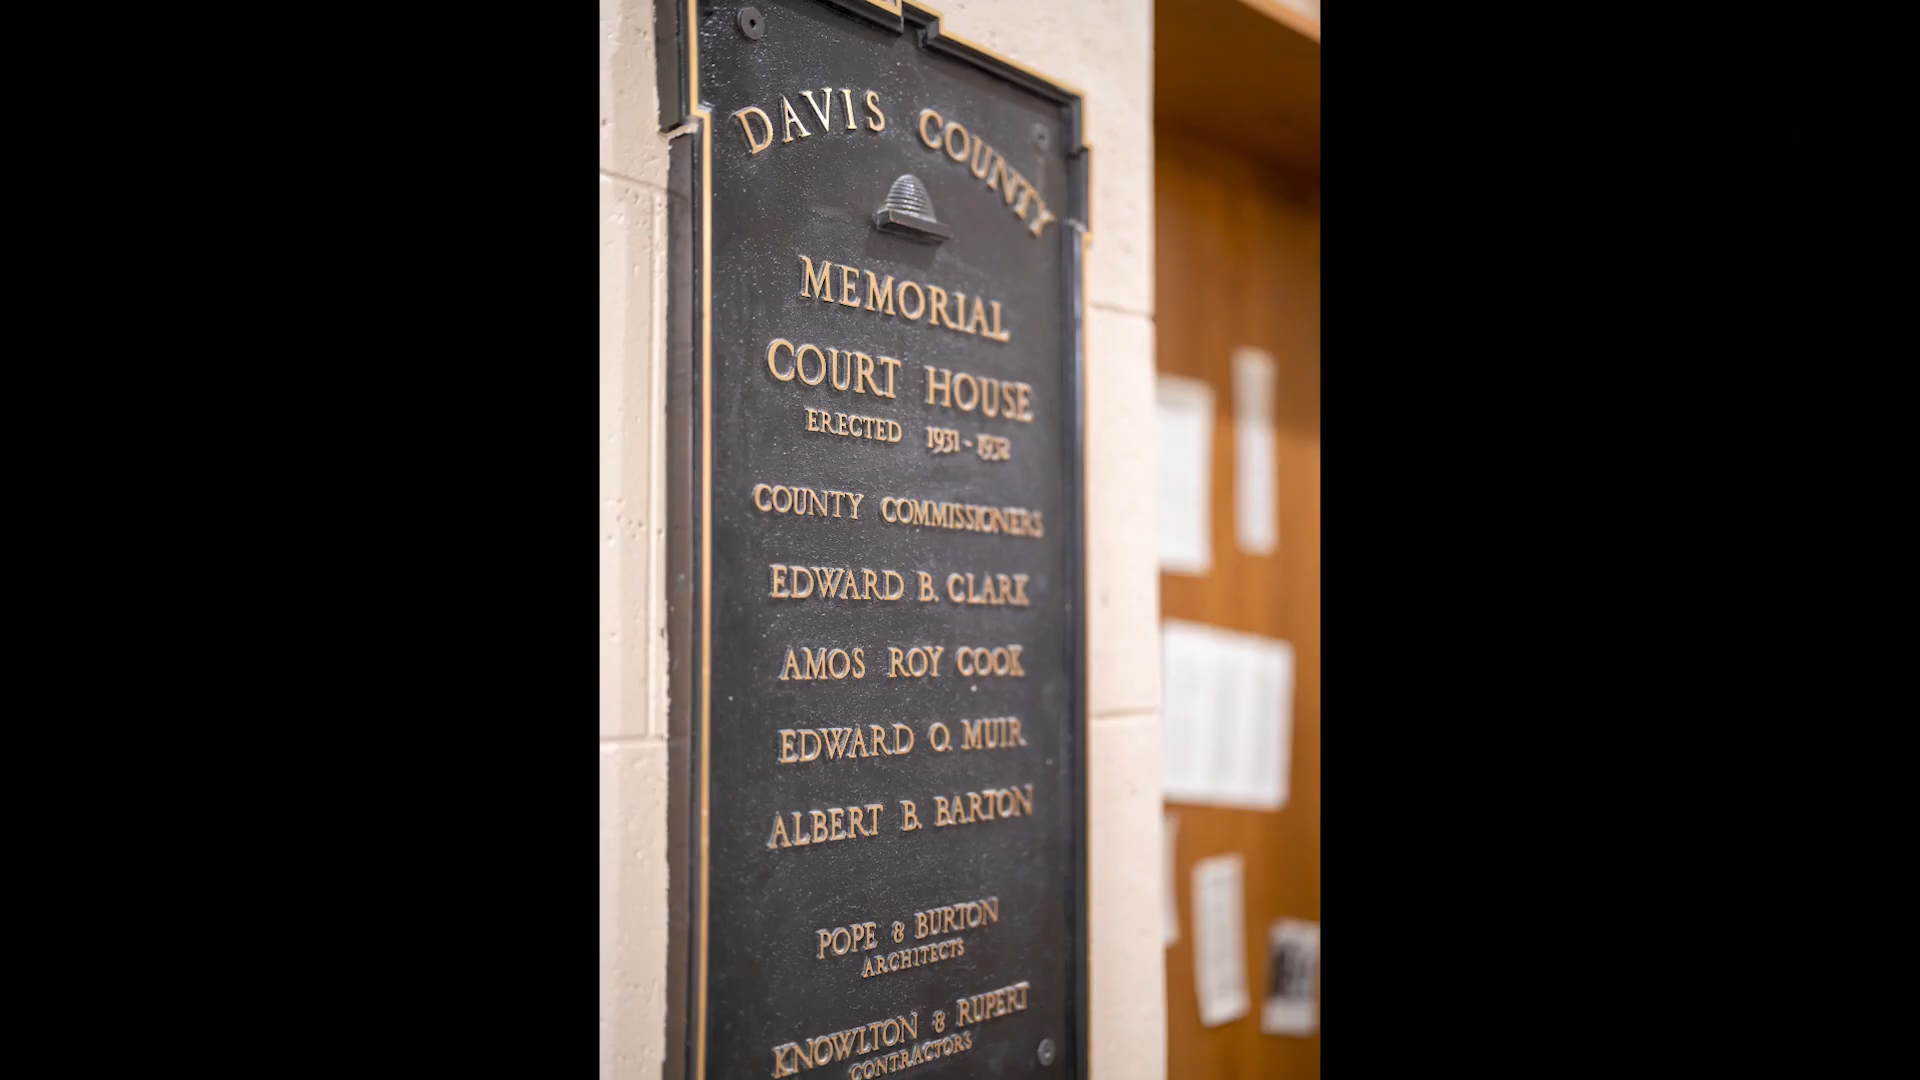 DAVIS COUNTY
MEMORIAL
COURT HOUSE
ERECTED 1931-1932
COUNTY COMMISSIONERS
EDWARD B. CLARK
AMOS ROY COOK
EDWARD O. MUIR
ALBERT B. BARTON
POPE & BURTON
ARCHITECTS
KNOWLTON & RUPERT
CONTRACTORS